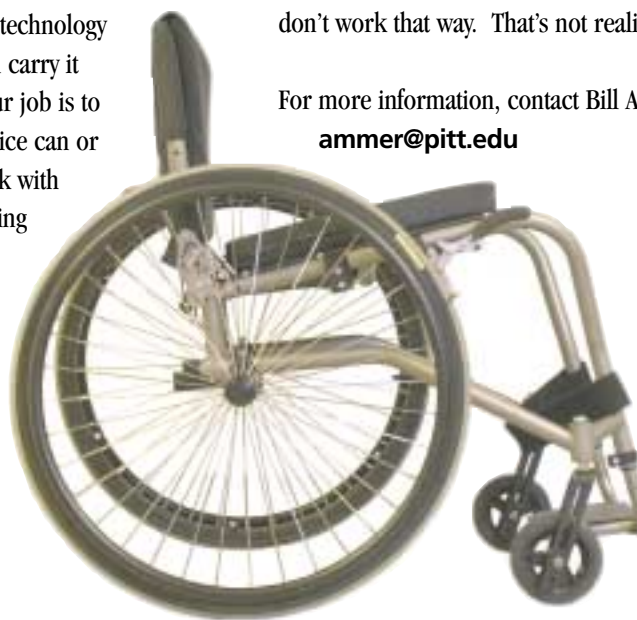 technology
carry it
ur job is to
ice can or
k with
ing
don't work that way.  That's not reali
For more information, contact Bill A
ammer@pitt.edu